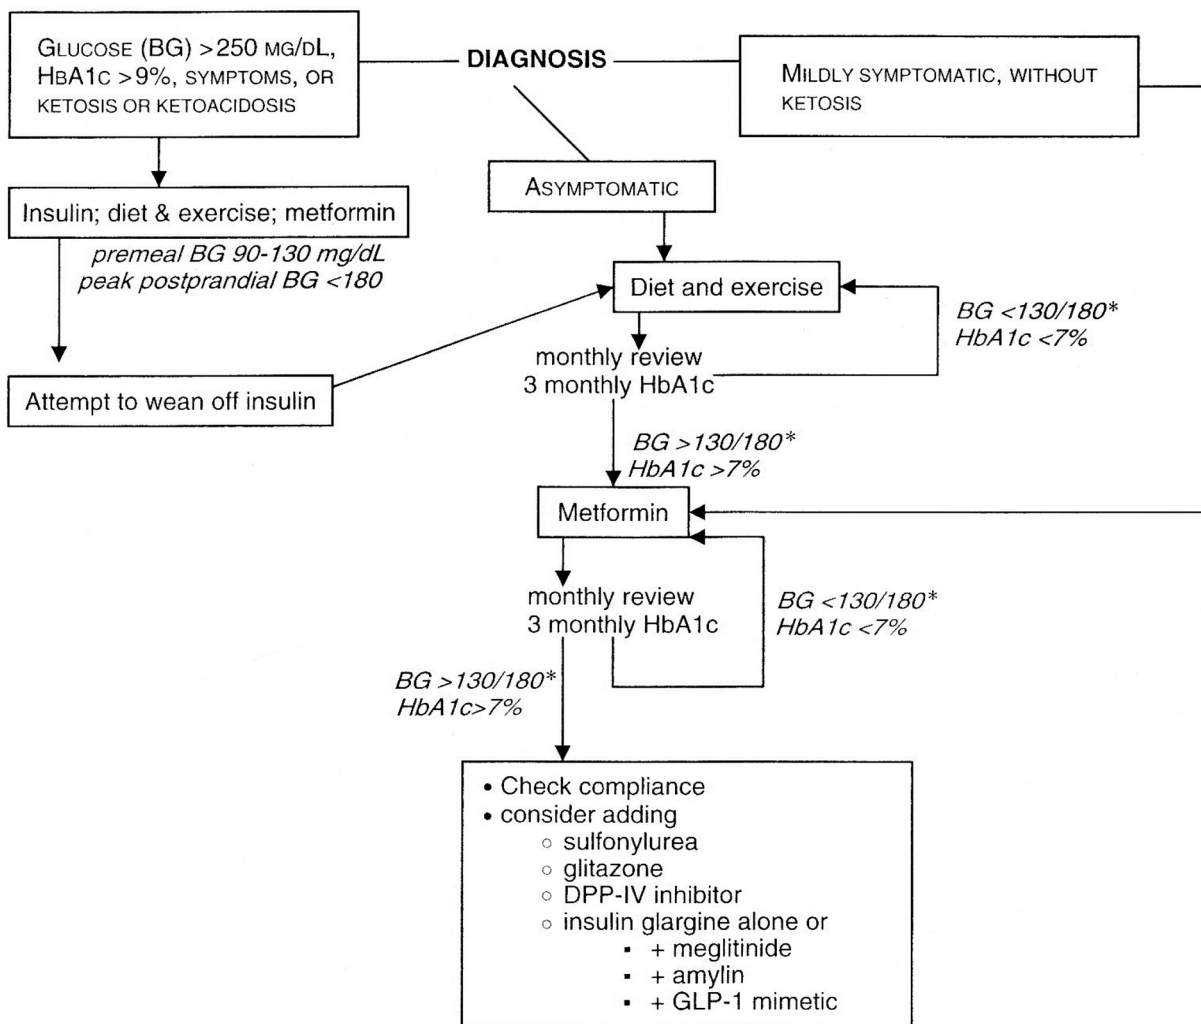 GLUCOSE (BG) >250 MG/DL,
HBA1C >9%, SYMPTOMS, OR
KETOSIS OR KETOACIDOSIS
DIAGNOSIS
MILDLY SYMPTOMATIC, WITHOUT
KETOSIS
ASYMPTOMATIC
Insulin; diet & exercise; metformin
premeal BG 90-130 mg/dL
peak postprandial BG <180
Diet and exercise
BG <130/180*
HbA1c <7%
monthly review
3 monthly HbA1c
Attempt to wean off insulin
BG >130/180*
HbA1c >7%
Metformin
monthly review
3 monthly HbA1c
BG <130/180*
HbA1c <7%
BG >130/180*
HbA1c>7%
• Check compliance
• consider adding
○ sulfonylurea
○ glitazone
○ DPP-IV inhibitor
○ insulin glargine alone or
▪ + meglitinide
▪ + amylin
▪ + GLP-1 mimetic